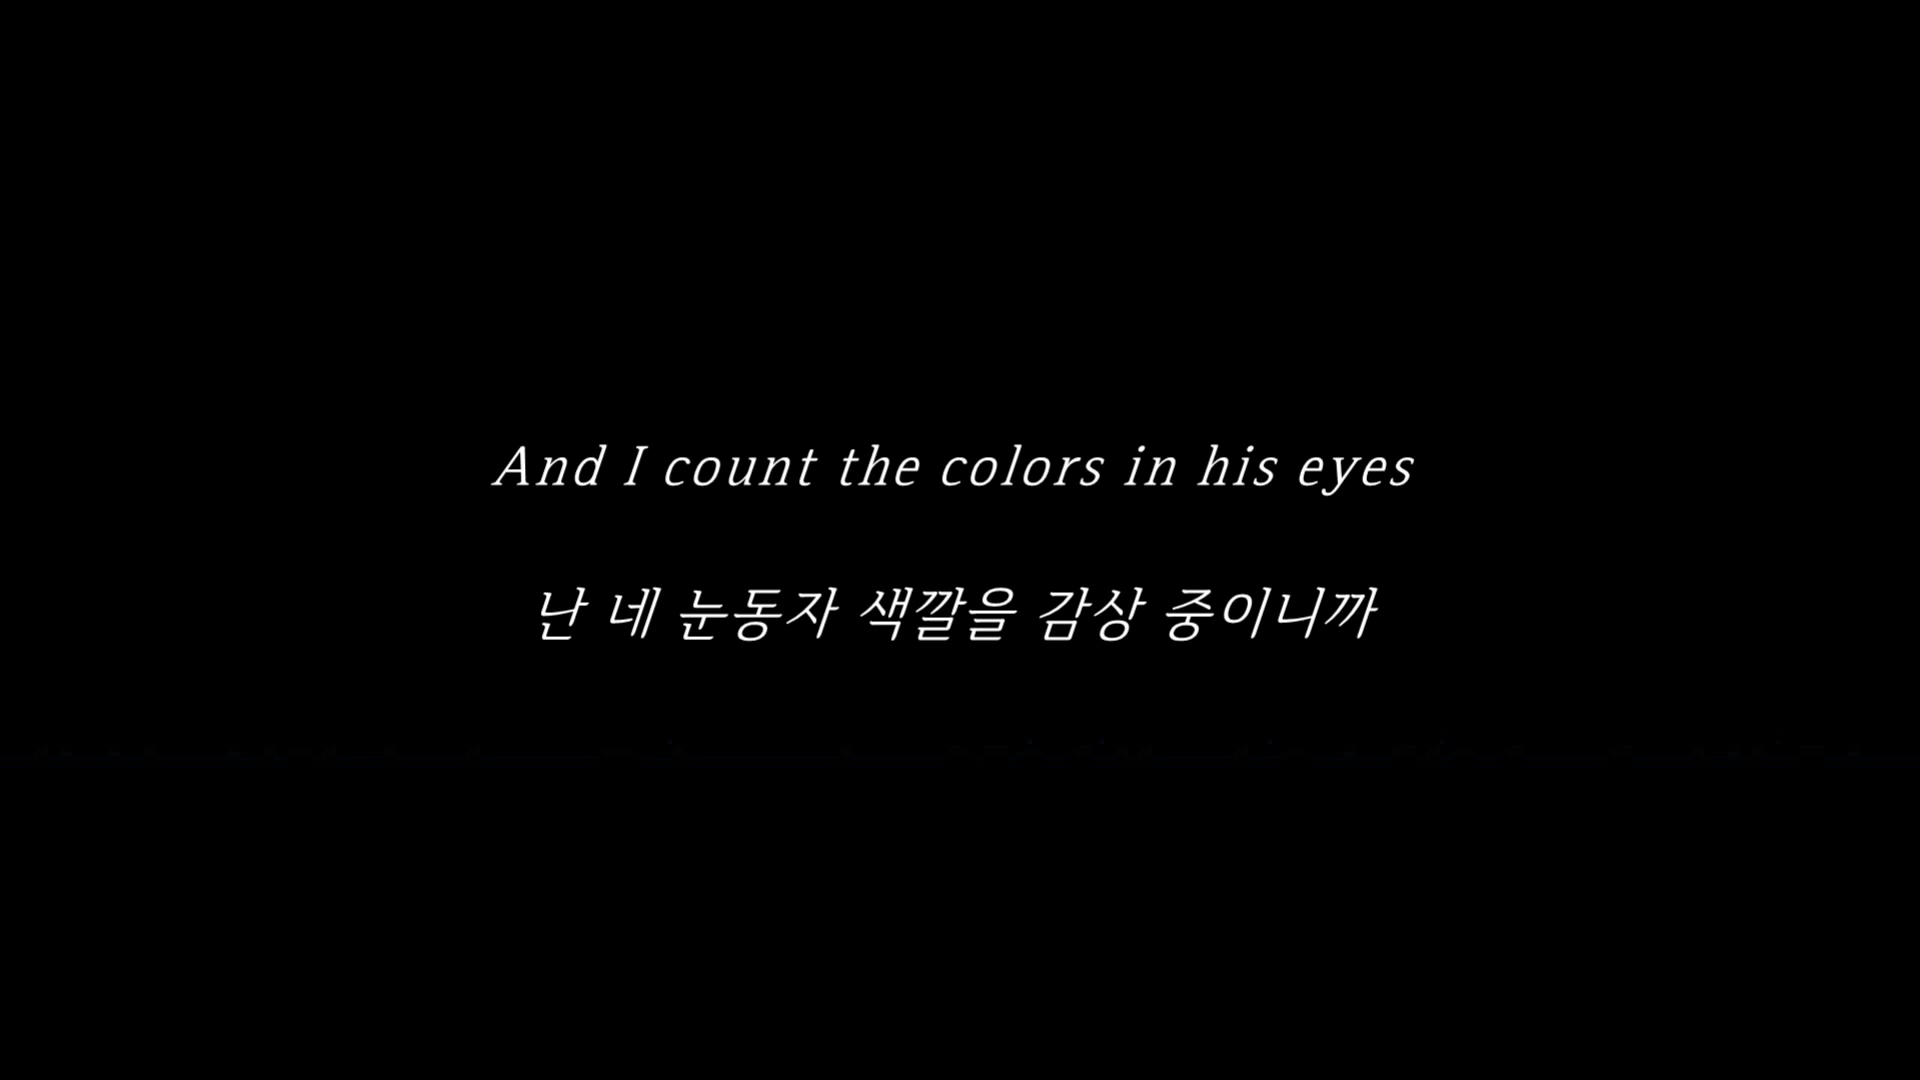 And I count the colors in his eyes
난 네 눈동자 색깔을 감상 중이니까